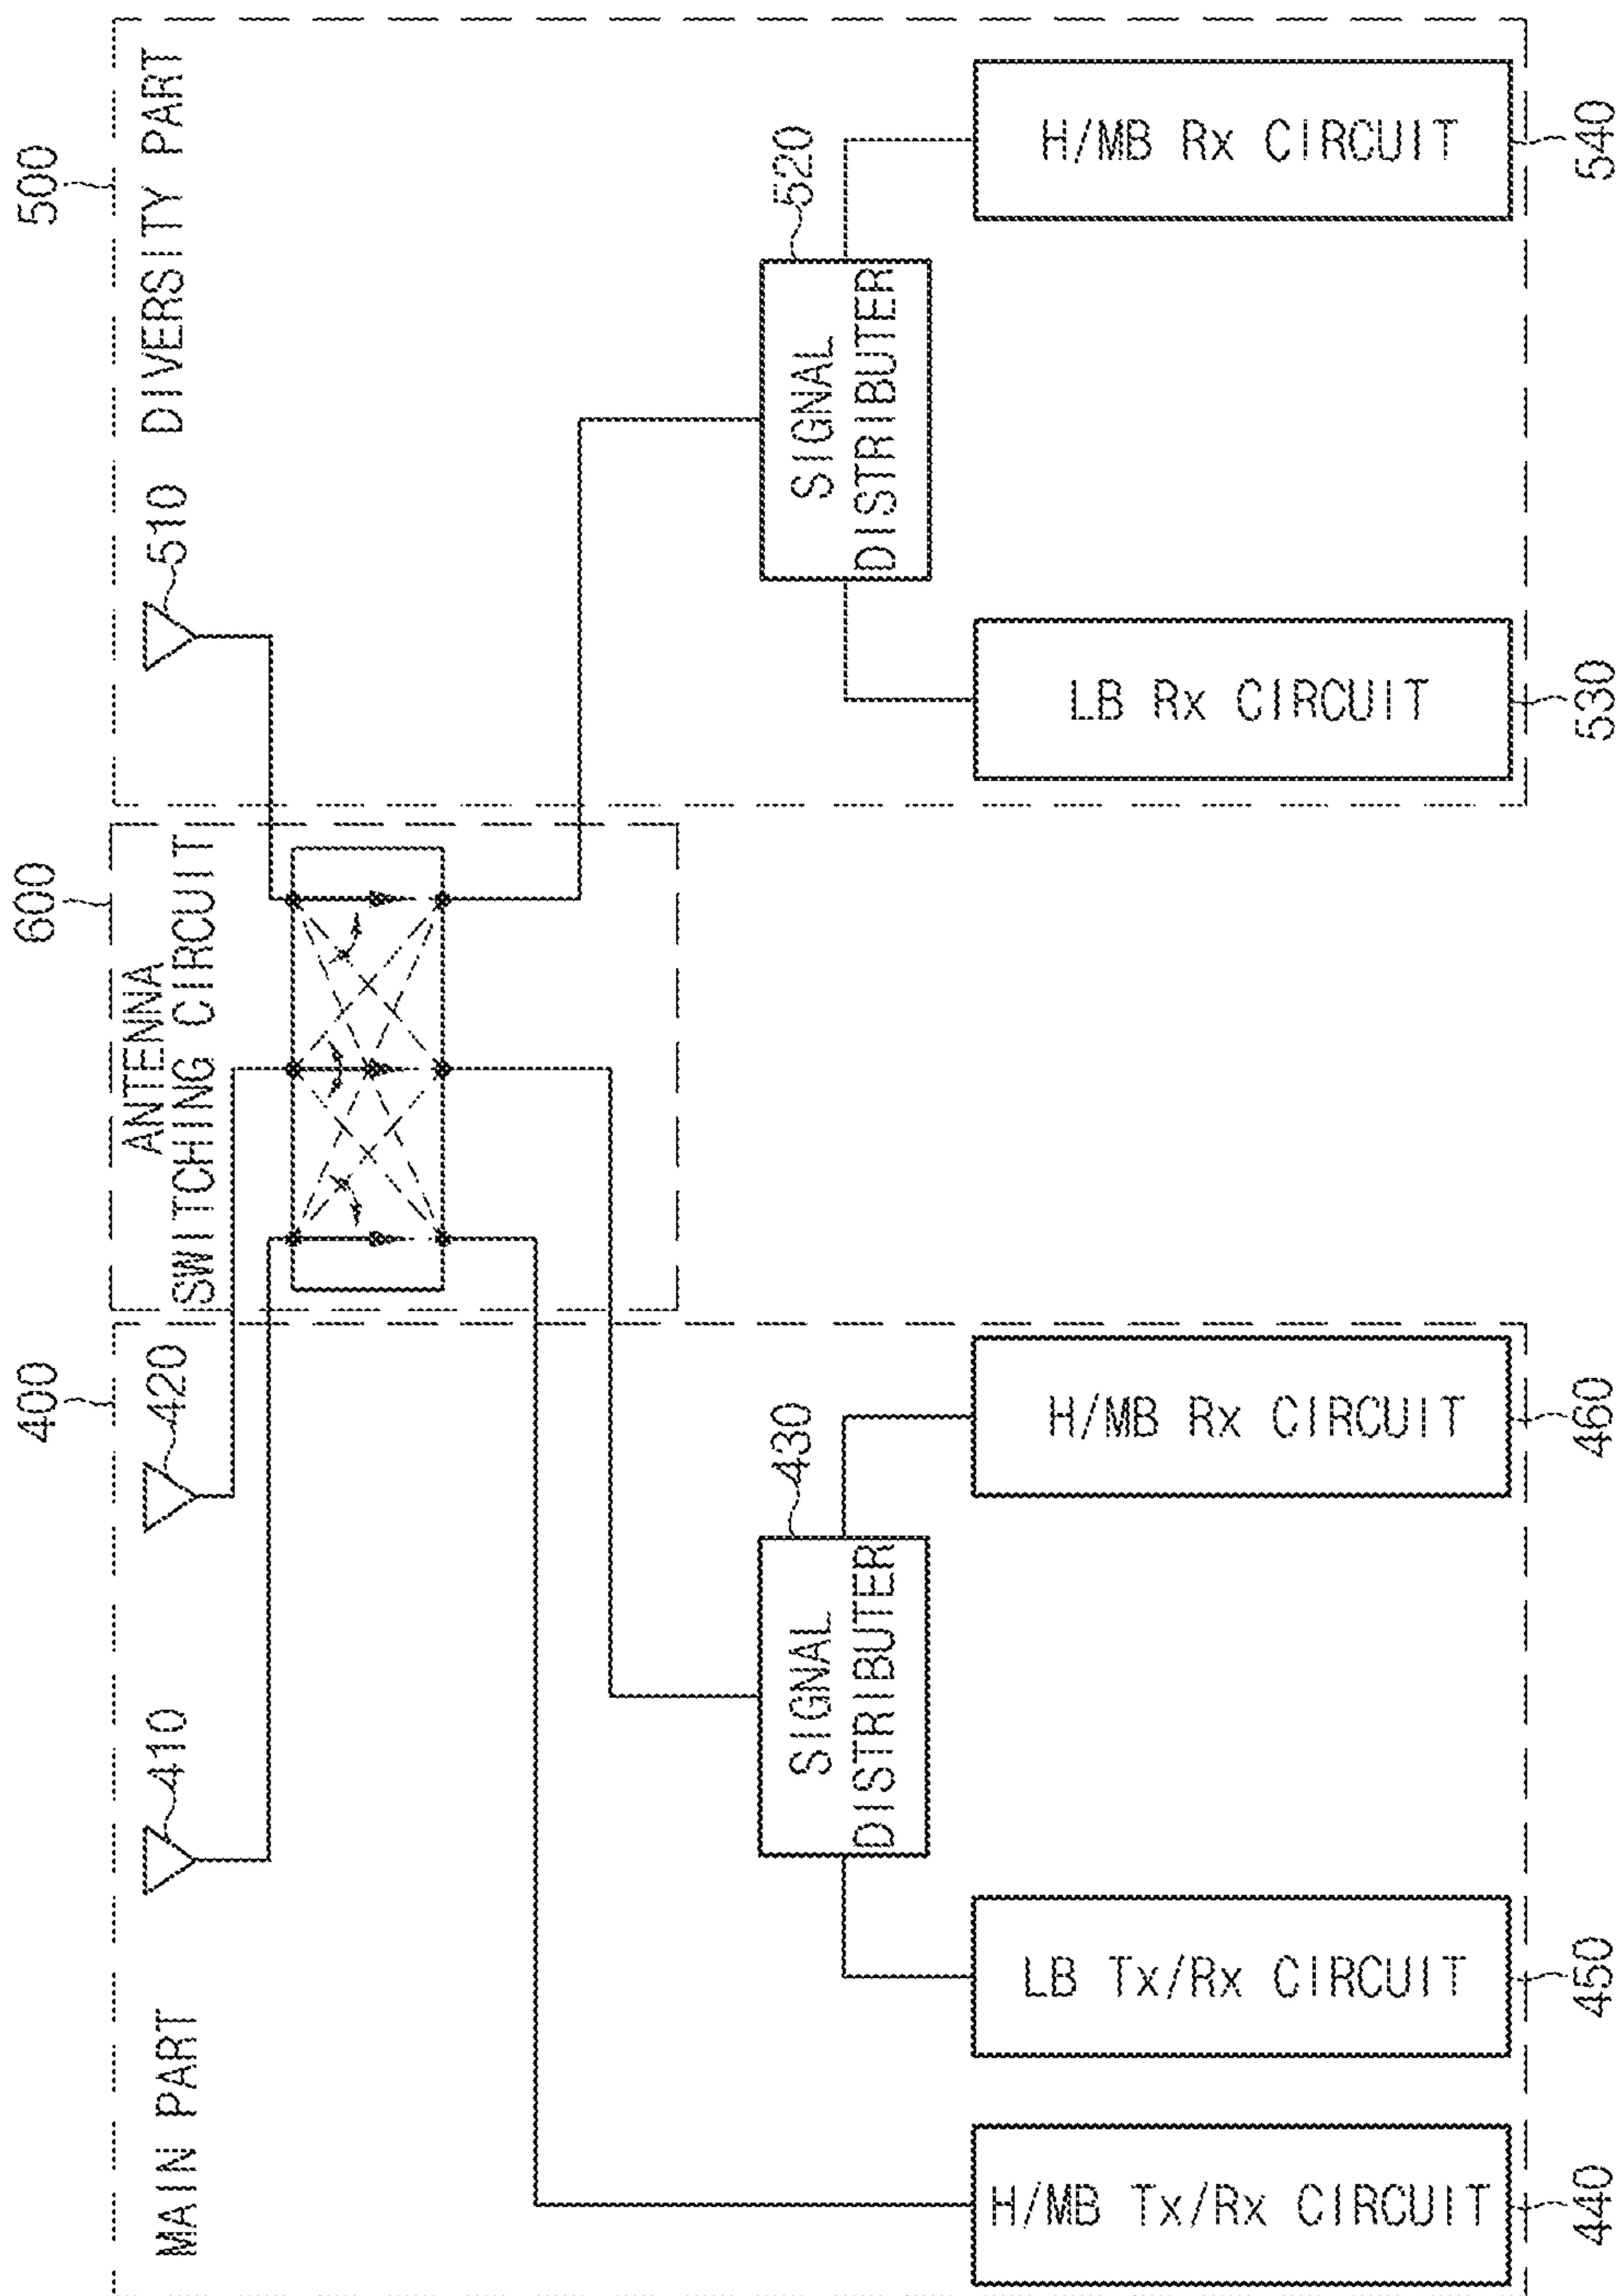 400
600
500
MAIN PART
410
420
ANTENNA
SWITCHING CIRCUIT
510
DIVERSITY PART
430
SIGNAL
DISTRIBUTER
520
SIGNAL
DISTRIBUTER
H/MB Tx/Rx CIRCUIT
LB Tx/Rx CIRCUIT
H/MB Rx CIRCUIT
LB Rx CIRCUIT
H/MB Rx CIRCUIT
440
450
460
530
540